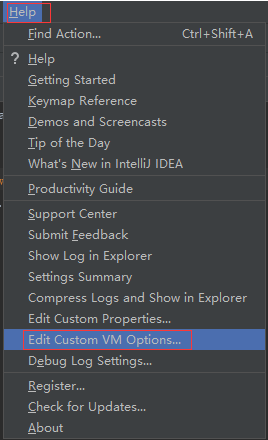 Help
Find Action... Ctrl+Shift+A
? Help
Getting Started
Keymap Reference
Demos and Screencasts
Tip of the Day
What's New in IntelliJ IDEA
Productivity Guide
Support Center
Submit Feedback
Show Log in Explorer
Settings Summary
Compress Logs and Show in Explorer
Edit Custom Properties...
Edit Custom VM Options...
Debug Log Settings...
Register...
Check for Updates...
About